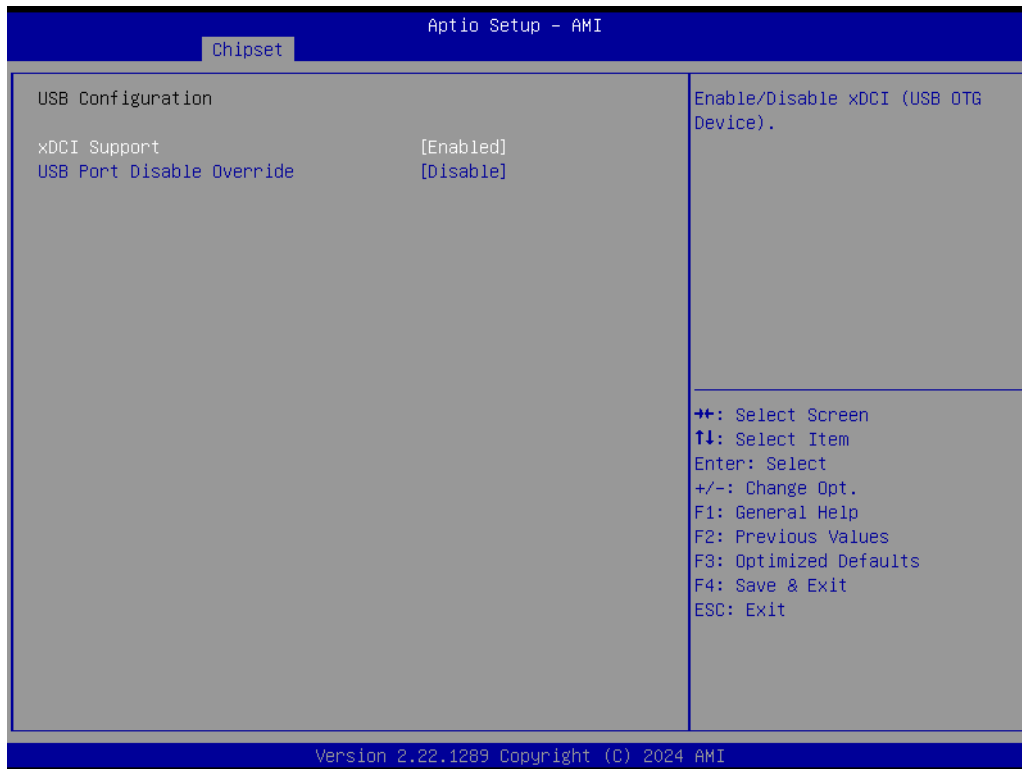 Aptio Setup – AMI
Chipset
USB Configuration
xDCI Support [Enabled]
USB Port Disable Override [Disable]
Enable/Disable xDCI (USB OTG
Device).
→←: Select Screen
↑↓: Select Item
Enter: Select
+/-: Change Opt.
F1: General Help
F2: Previous Values
F3: Optimized Defaults
F4: Save & Exit
ESC: Exit
Version 2.22.1289 Copyright (C) 2024 AMI